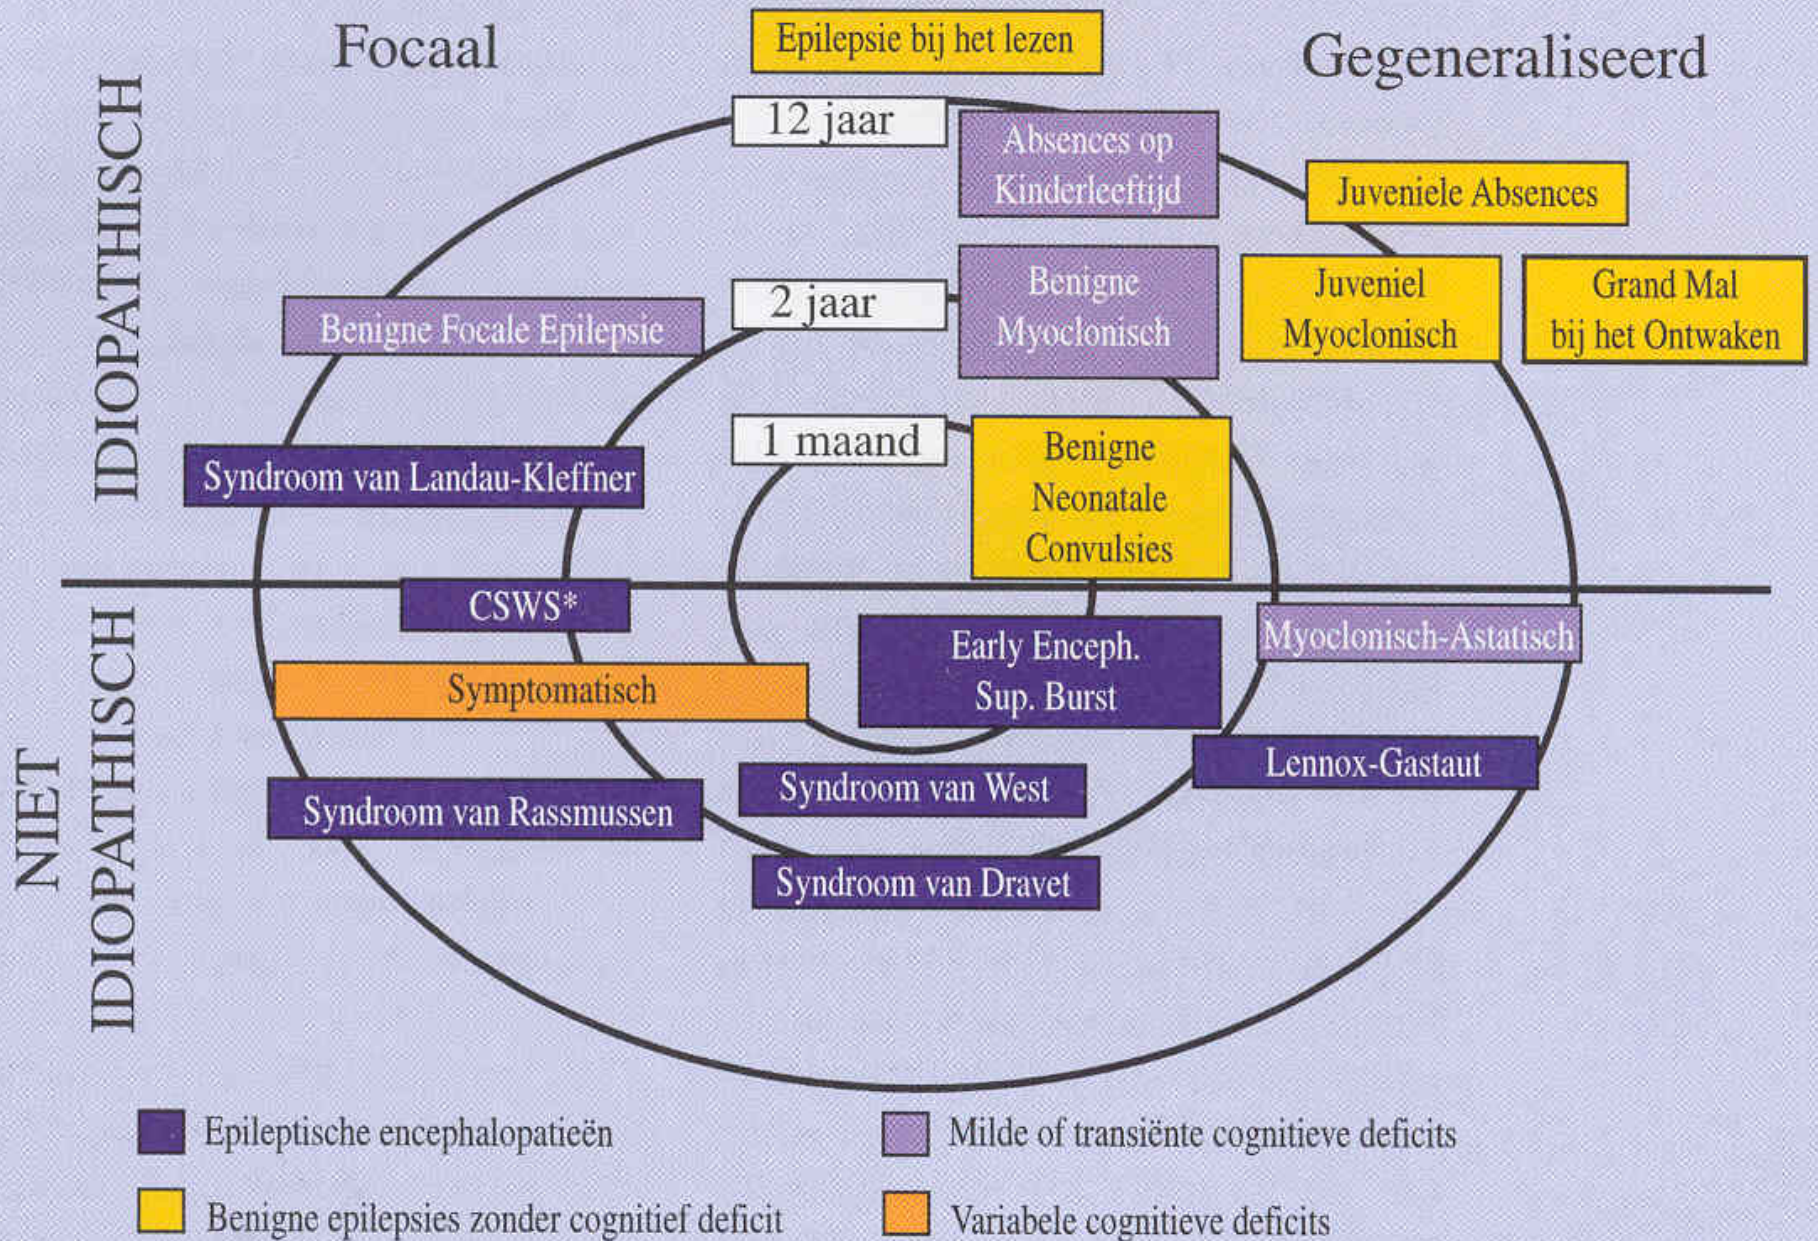 Focaal
Epilepsie bij het lezen
Gegeneraliseerd
IDIOPATHISCH
12 jaar
Absences op
Kinderleeftijd
Juveniele Absences
2 jaar
Benigne
Myoclonisch
Juveniel
Myoclonisch
Grand Mal
bij het Ontwaken
Benigne Focale Epilepsie
1 maand
Benigne
Neonatale
Convulsies
Syndroom van Landau-Kleffner
NIET
IDIOPATHISCH
CSWS*
Early Enceph.
Sup. Burst
Myoclonisch-Astatisch
Symptomatisch
Lennox-Gastaut
Syndroom van West
Syndroom van Rassmussen
Syndroom van Dravet
Epileptische encephalopatieën
Milde of transiënte cognitieve deficits
Benigne epilepsies zonder cognitief deficit
Variabele cognitieve deficits